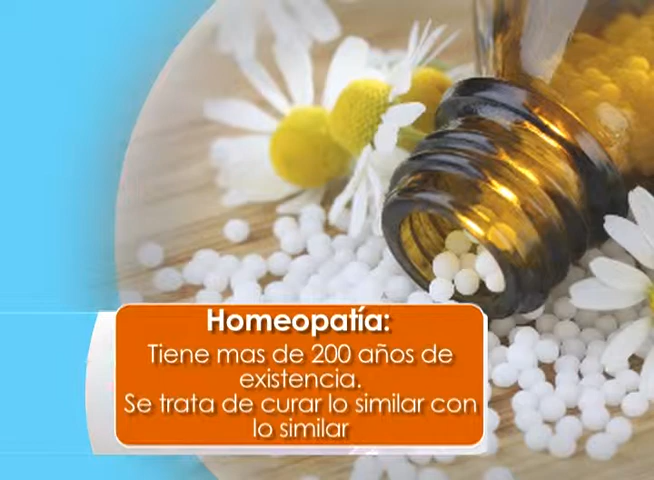 Homeopatía:
Tiene mas de 200 años de
existencia.
Se trata de curar lo similar con
lo similar